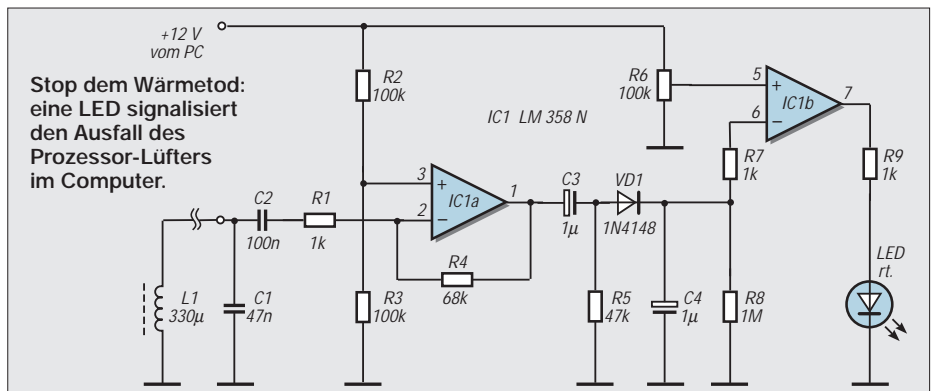 +12 V
vom PC
Stop dem Wärmetod:
eine LED signalisiert
den Ausfall des
Prozessor-Lüfters
im Computer.
R2
100k
R6
100k
IC1 LM 358 N
5
+
6
−
IC1b
7
R7
1k
R9
1k
3
+
2
−
IC1a
1
C3
1µ
VD1
1N4148
C2
100n
R1
1k
R4
68k
LED
rt.
L1
330µ
C1
47n
R3
100k
R5
47k
C4
1µ
R8
1M